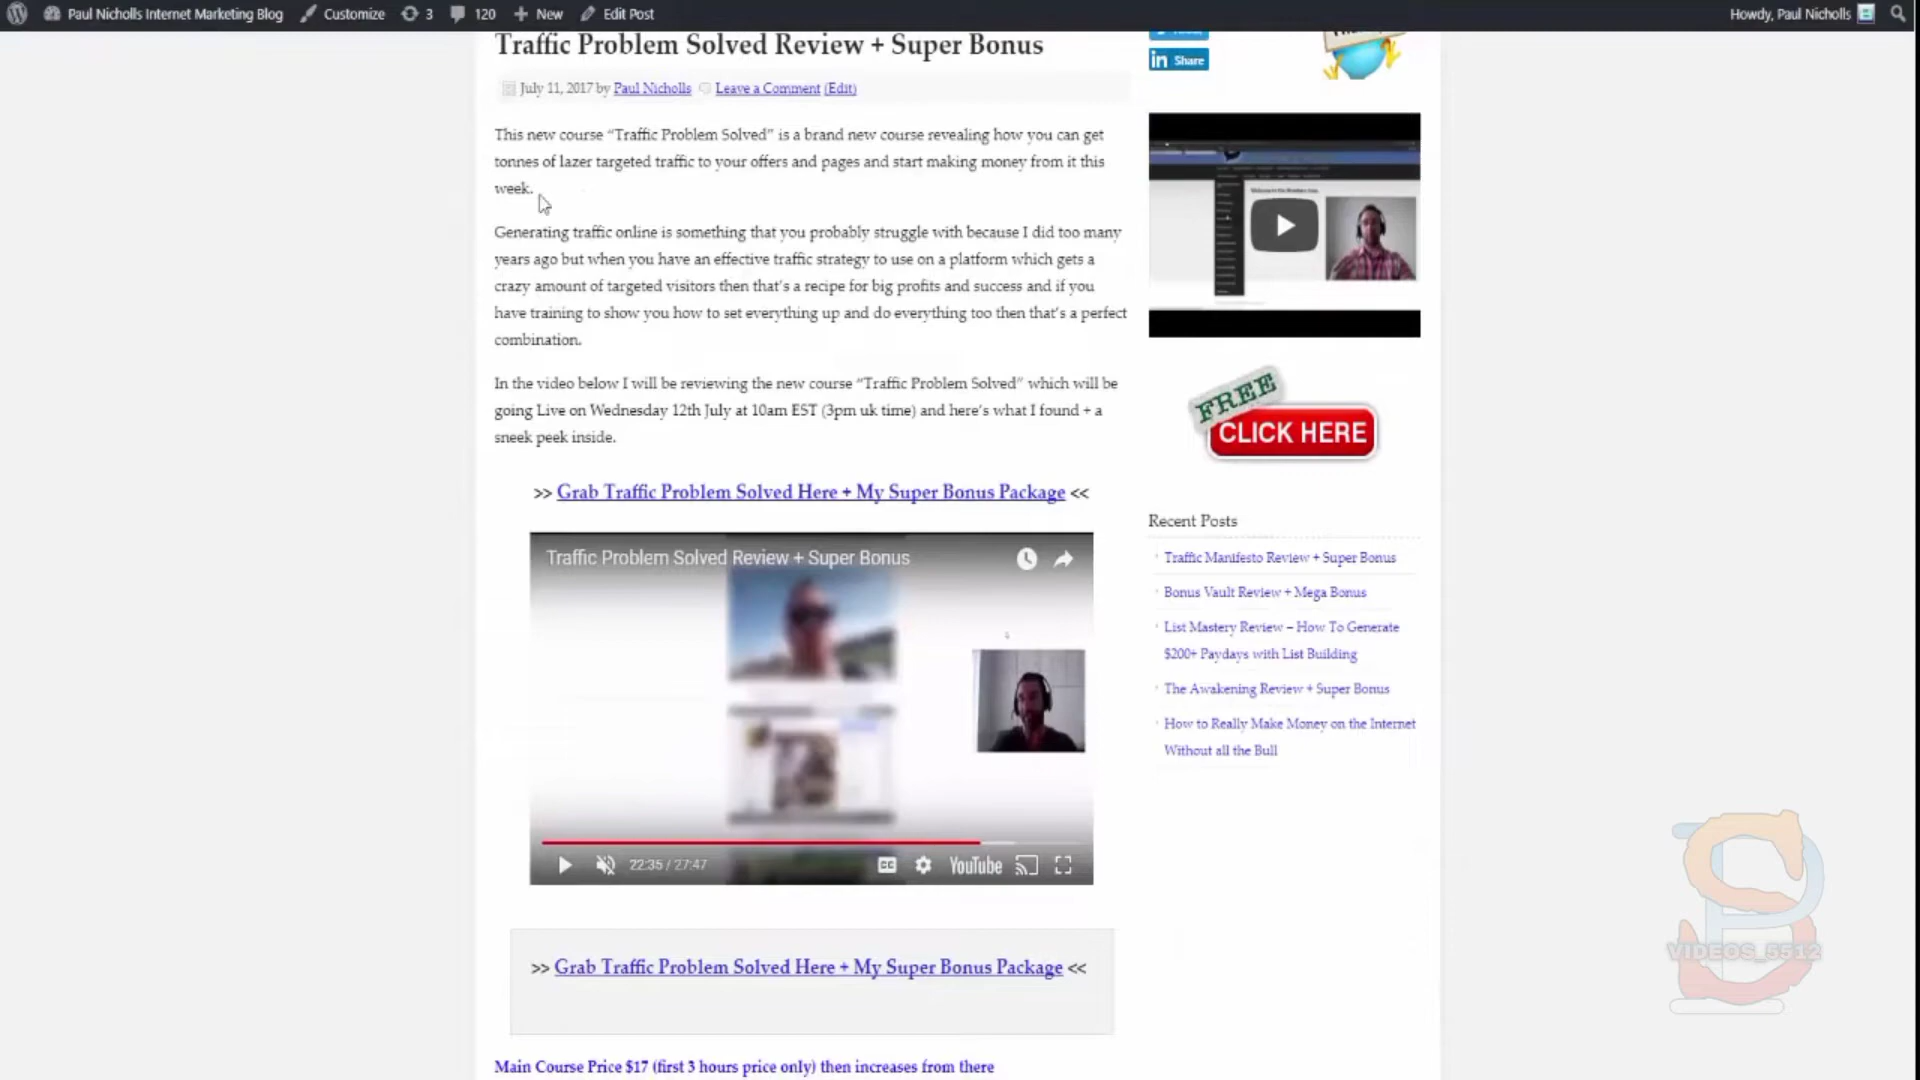 Paul Nicholls Internet Marketing Blog Customize 3 120 New Edit Post Howdy, Paul Nicholls
Traffic Problem Solved Review + Super Bonus
July 11, 2017 by Paul Nicholls Leave a Comment (Edit)
This new course “Traffic Problem Solved” is a brand new course revealing how you can get
tonnes of lazer targeted traffic to your offers and pages and start making money from it this
week.
Generating traffic online is something that you probably struggle with because I did too many
years ago but when you have an effective traffic strategy to use on a platform which gets a
crazy amount of targeted visitors then that’s a recipe for big profits and success and if you
have training to show you how to set everything up and do everything too then that’s a perfect
combination.
In the video below I will be reviewing the new course “Traffic Problem Solved” which will be
going Live on Wednesday 12th July at 10am EST (3pm uk time) and here’s what I found + a
sneek peek inside.
>> Grab Traffic Problem Solved Here + My Super Bonus Package <<
Traffic Problem Solved Review + Super Bonus
22:35 / 27:47
CC
YouTube
>> Grab Traffic Problem Solved Here + My Super Bonus Package <<
Main Course Price $17 (first 3 hours price only) then increases from there
in Share
FREE
CLICK HERE
Recent Posts
Traffic Manifesto Review + Super Bonus
Bonus Vault Review + Mega Bonus
List Mastery Review – How To Generate
$200+ Paydays with List Building
The Awakening Review + Super Bonus
How to Really Make Money on the Internet
Without all the Bull
VIDEOS_5512